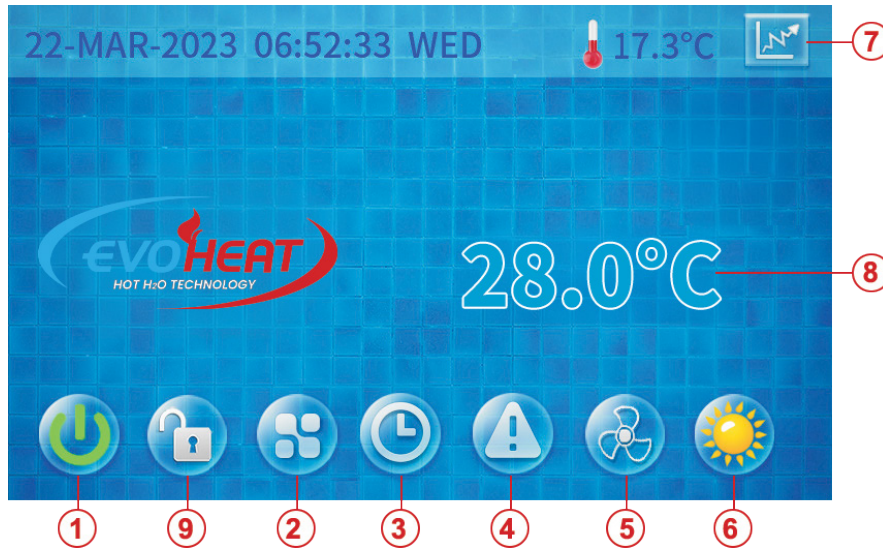 22-MAR-2023 06:52:33 WED 17.3°C 7
EVOHEAT
HOT H₂O TECHNOLOGY
28.0°C 8
1 9 2 3 4 5 6